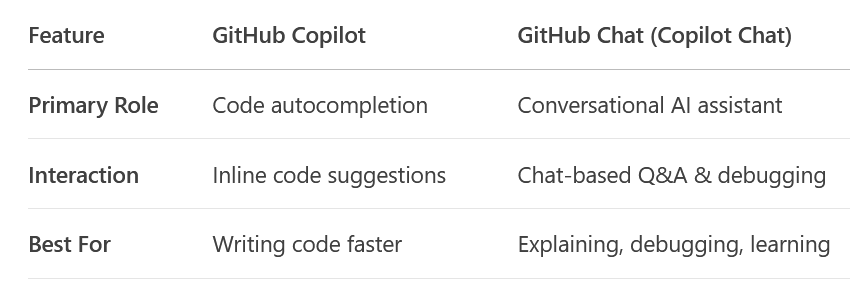 Feature GitHub Copilot GitHub Chat (Copilot Chat)
Primary Role Code autocompletion Conversational AI assistant
Interaction Inline code suggestions Chat-based Q&A & debugging
Best For Writing code faster Explaining, debugging, learning